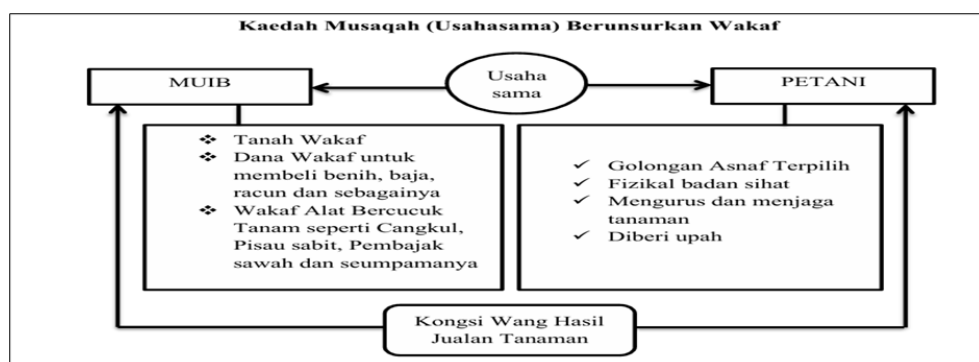 Kaedah Musaqah (Usahasama) Berunsurkan Wakaf
MUIB
Usaha
sama
PETANI
Tanah Wakaf
Dana Wakaf untuk
membeli benih, baja,
racun dan sebagainya
Wakaf Alat Bercucuk
Tanam seperti Cangkul,
Pisau sabit, Pembajak
sawah dan seumpamanya
Golongan Asnaf Terpilih
Fizikal badan sihat
Mengurus dan menjaga
tanaman
Diberi upah
Kongsi Wang Hasil
Jualan Tanaman